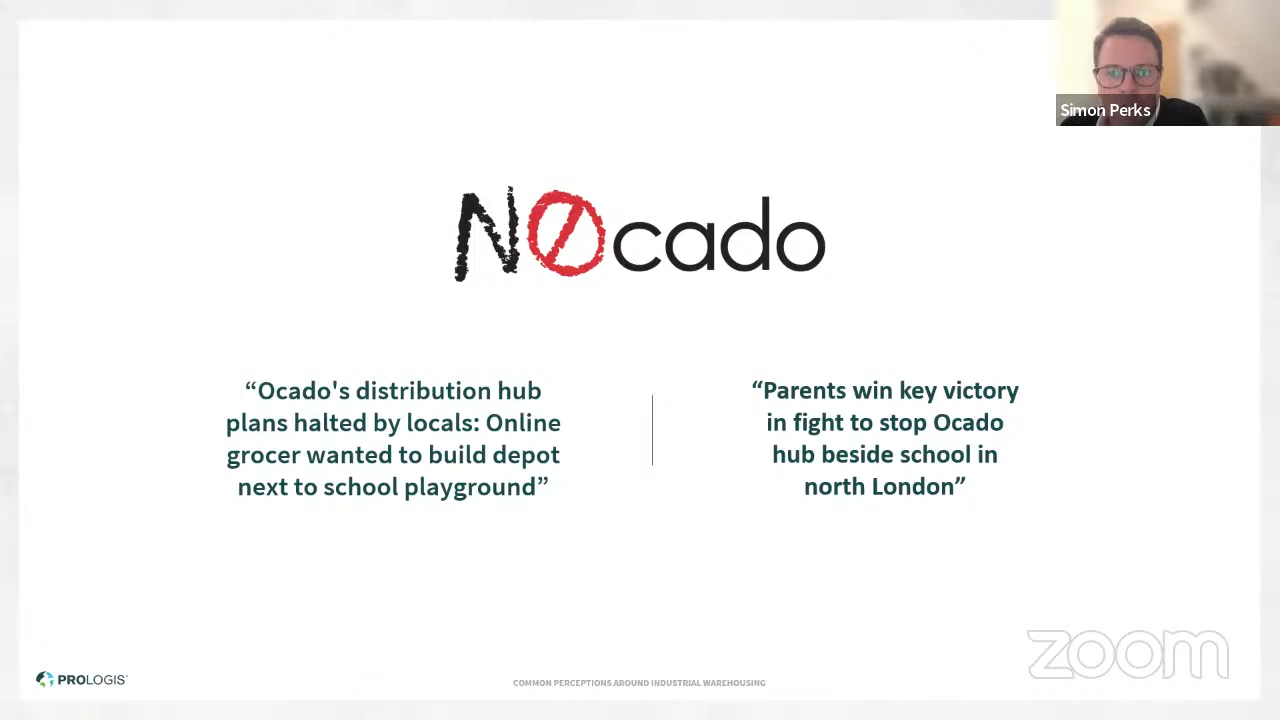 Simon Perks
NOcado
“Ocado's distribution hub
plans halted by locals: Online
grocer wanted to build depot
next to school playground”
“Parents win key victory
in fight to stop Ocado
hub beside school in
north London”
zoom
PROLOGIS
COMMON PERCEPTIONS AROUND INDUSTRIAL WAREHOUSING